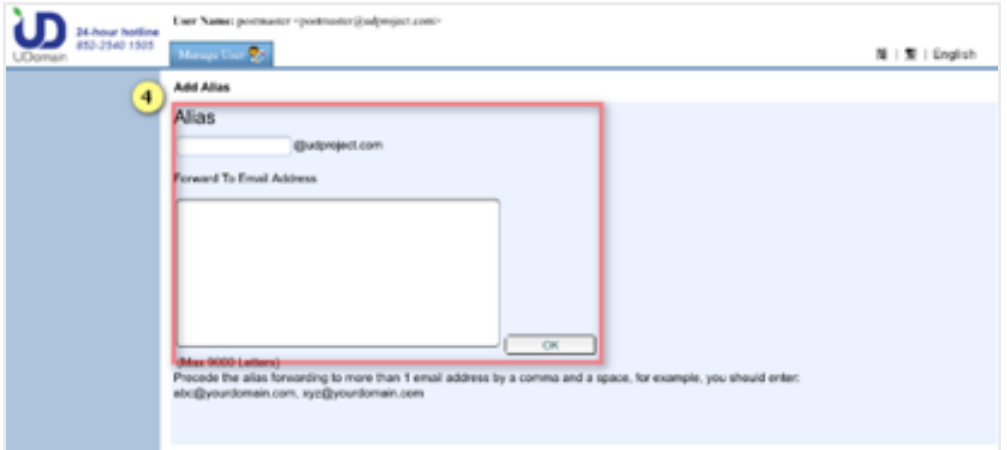 UD
UDomain
24-hour hotline
852-2540 1505
User Name: postmaster <postmaster@udproject.com>
Manage User
简 | 繁 | English
4
Add Alias
Alias
@udproject.com
Forward To Email Address
OK
(Max 9000 Letters)
Precede the alias forwarding to more than 1 email address by a comma and a space, for example, you should enter:
abc@yourdomain.com, xyz@yourdomain.com